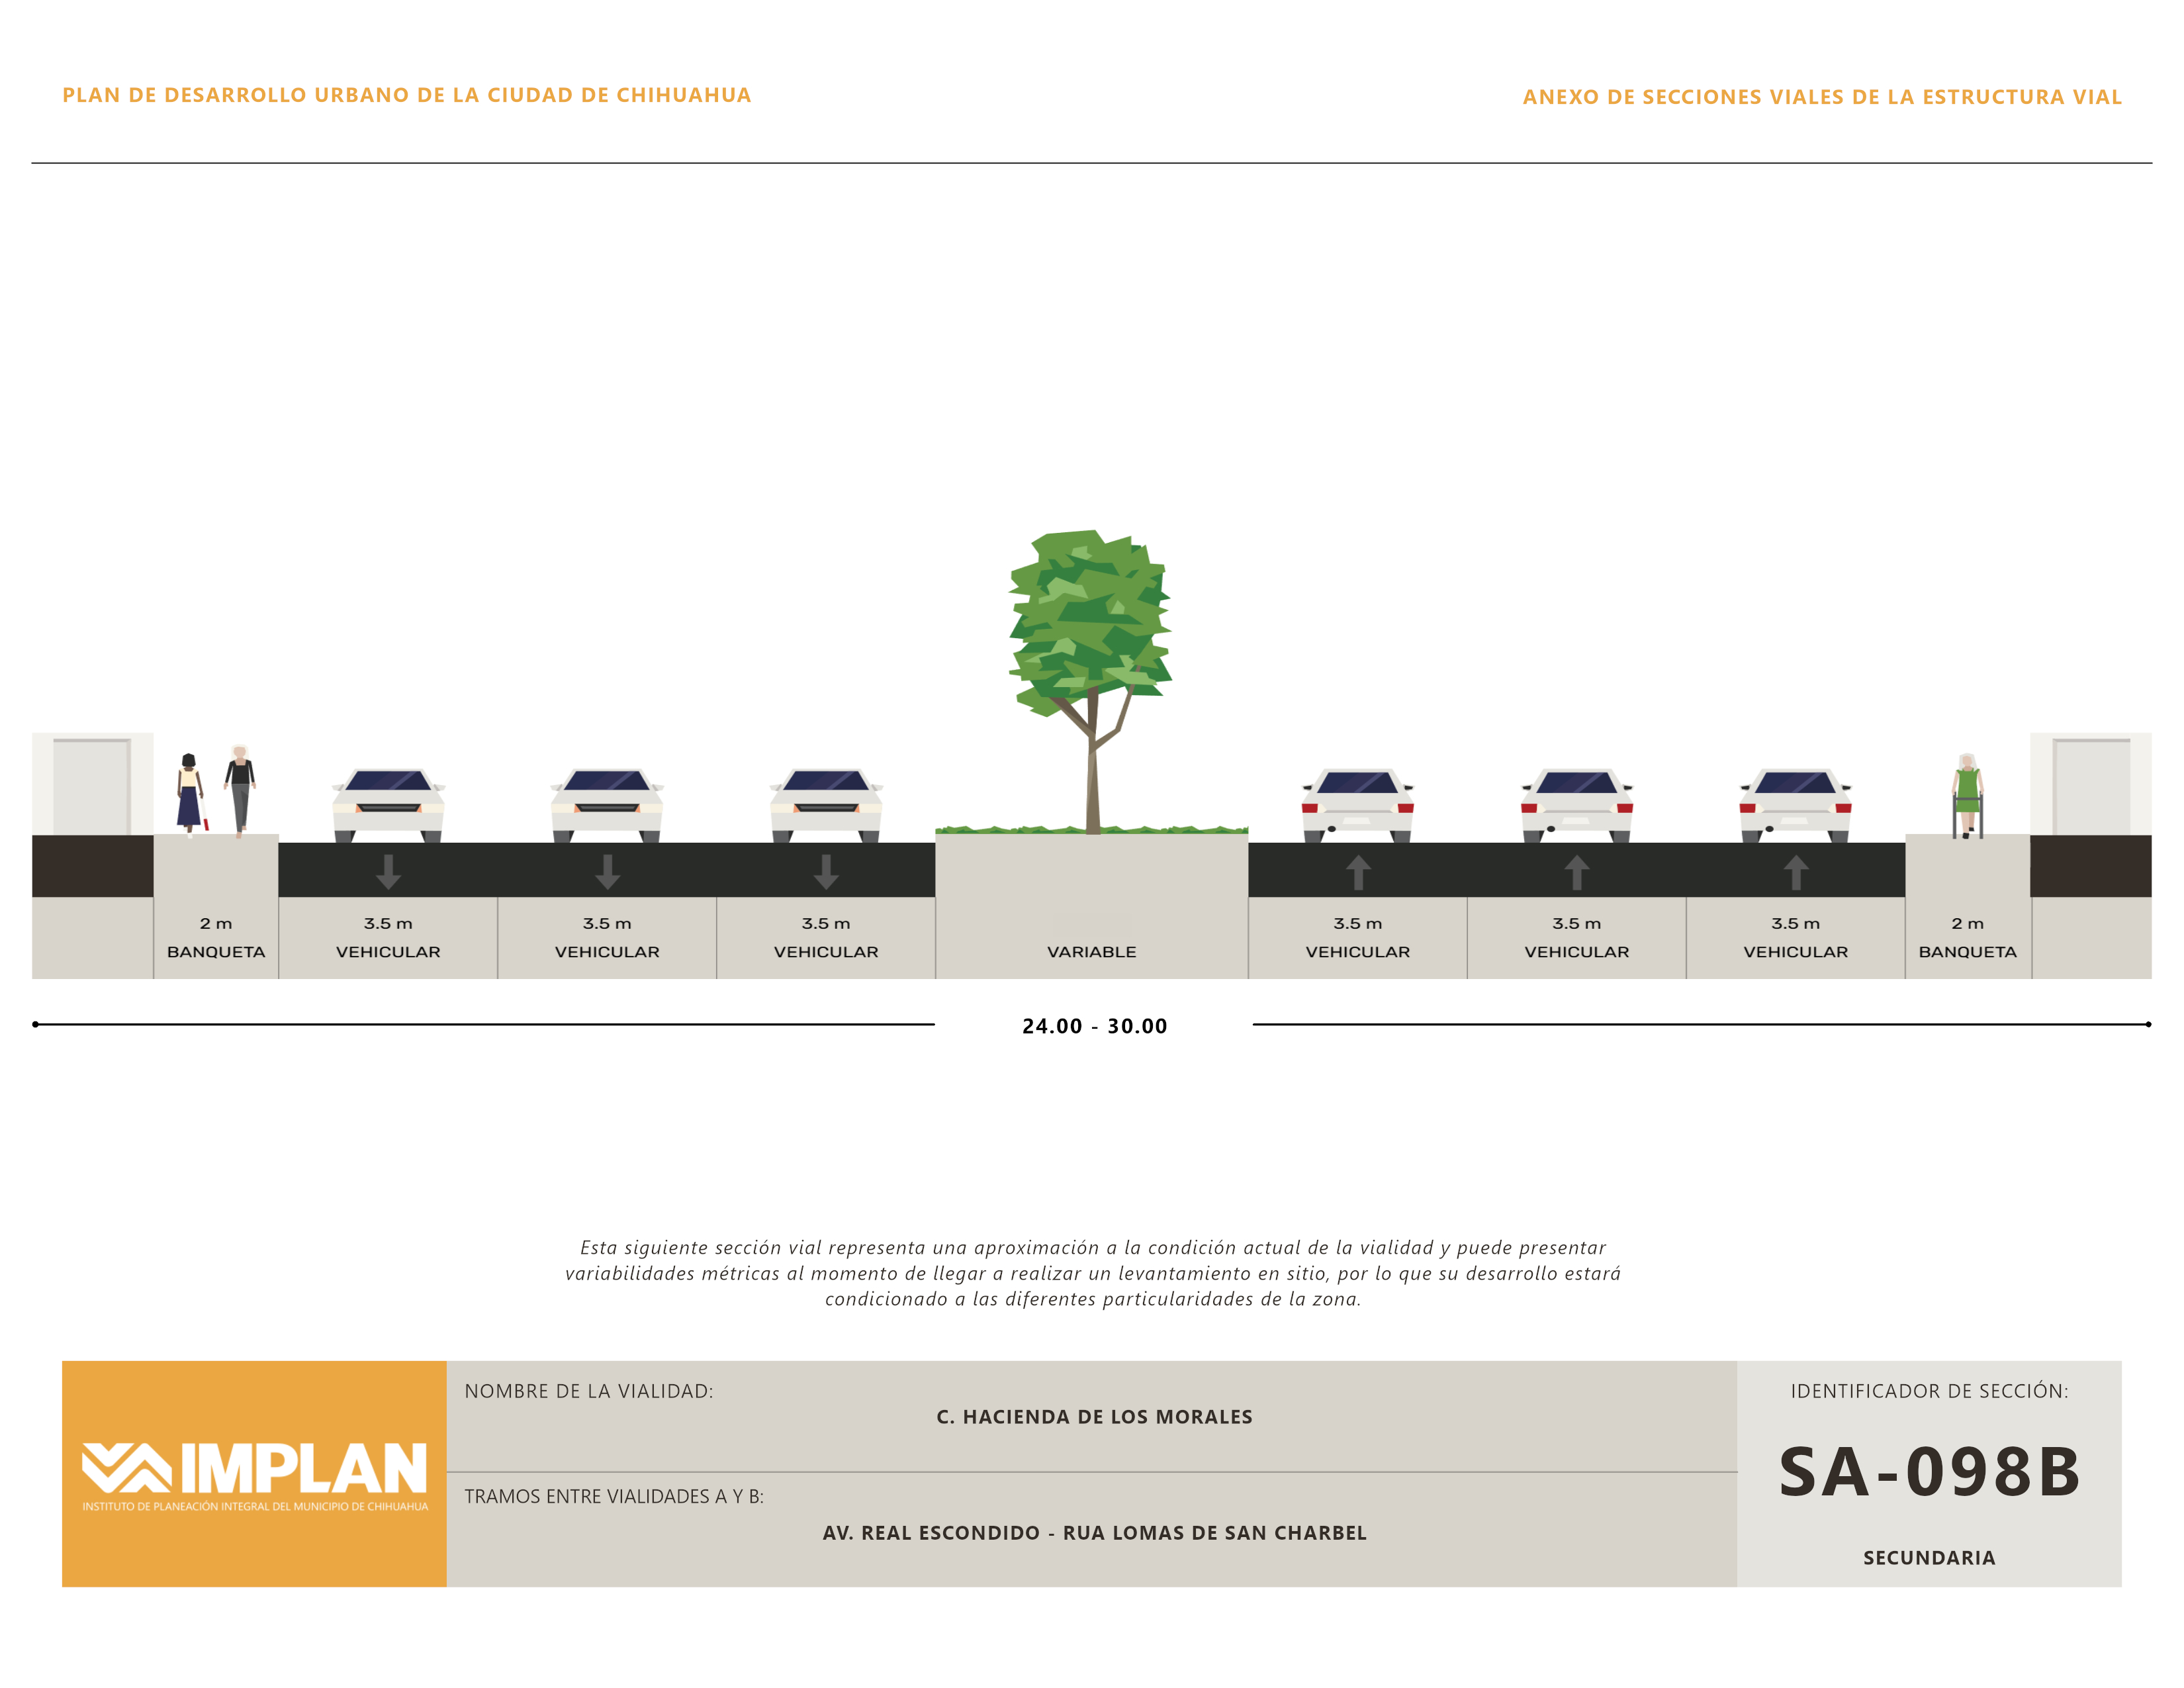 PLAN DE DESARROLLO URBANO DE LA CIUDAD DE CHIHUAHUA
ANEXO DE SECCIONES VIALES DE LA ESTRUCTURA VIAL
2 m
BANQUETA
3.5 m
VEHICULAR
3.5 m
VEHICULAR
3.5 m
VEHICULAR
VARIABLE
3.5 m
VEHICULAR
3.5 m
VEHICULAR
3.5 m
VEHICULAR
2 m
BANQUETA
24.00 - 30.00
Esta siguiente sección vial representa una aproximación a la condición actual de la vialidad y puede presentar
variabilidades métricas al momento de llegar a realizar un levantamiento en sitio, por lo que su desarrollo estará
condicionado a las diferentes particularidades de la zona.
IMPLAN
INSTITUTO DE PLANEACIÓN INTEGRAL DEL MUNICIPIO DE CHIHUAHUA
NOMBRE DE LA VIALIDAD:
C. HACIENDA DE LOS MORALES
TRAMOS ENTRE VIALIDADES A Y B:
AV. REAL ESCONDIDO - RUA LOMAS DE SAN CHARBEL
IDENTIFICADOR DE SECCIÓN:
SA-098B
SECUNDARIA